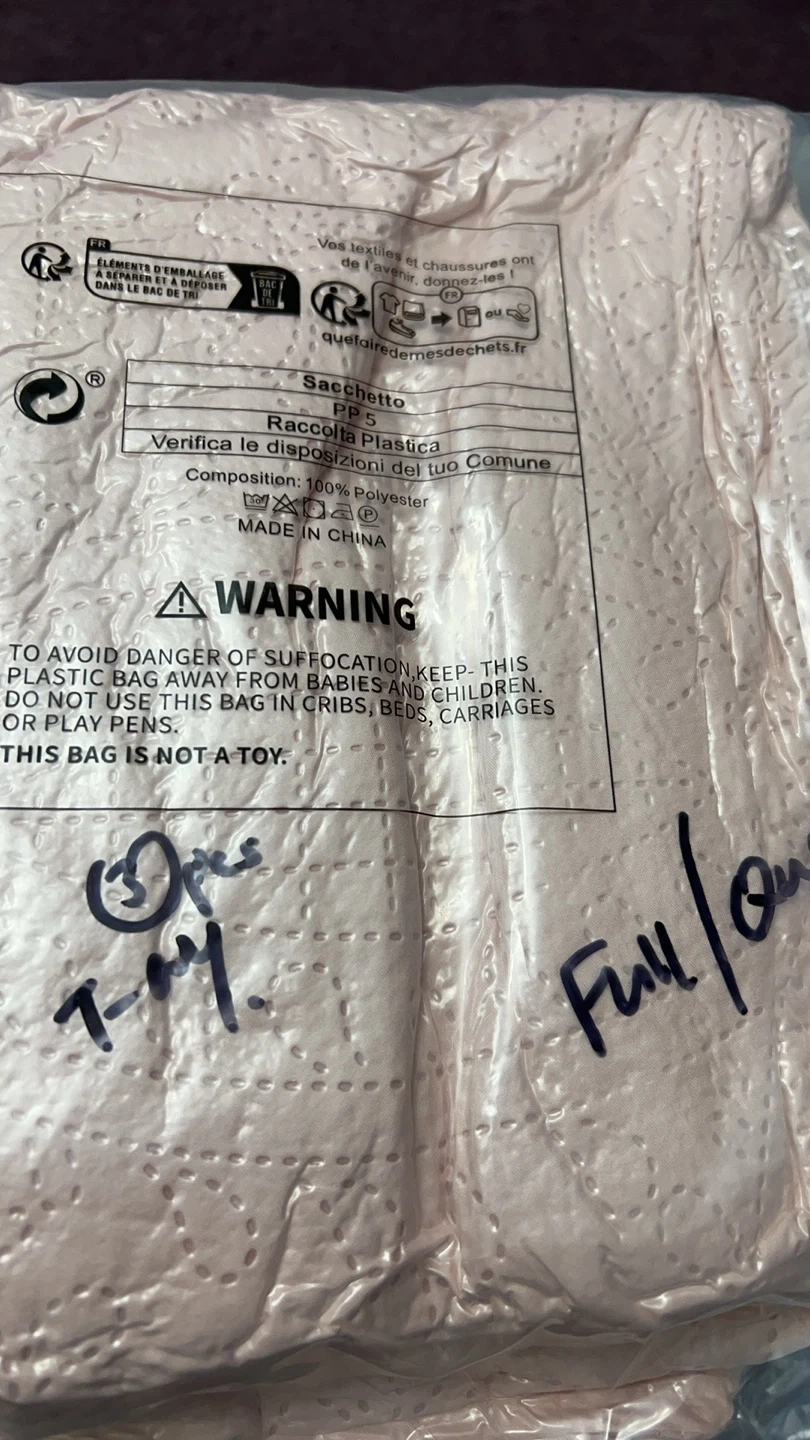 FR
ÉLÉMENTS D'EMBALLAGE
À SÉPARER ET À DÉPOSER
DANS LE BAC DE TRI
BAC
DE
TRI
Vos textiles et chaussures ont
de l'avenir, donnez-les !
FR
ou
quefairedemesdechets.fr
®
Sacchetto
PP 5
Raccolta Plastica
Verifica le disposizioni del tuo Comune
Composition: 100% Polyester
P
MADE IN CHINA
WARNING
TO AVOID DANGER OF SUFFOCATION,KEEP- THIS
PLASTIC BAG AWAY FROM BABIES AND CHILDREN.
DO NOT USE THIS BAG IN CRIBS, BEDS, CARRIAGES
OR PLAY PENS.
THIS BAG IS NOT A TOY.
3 pcs
Full/Qu